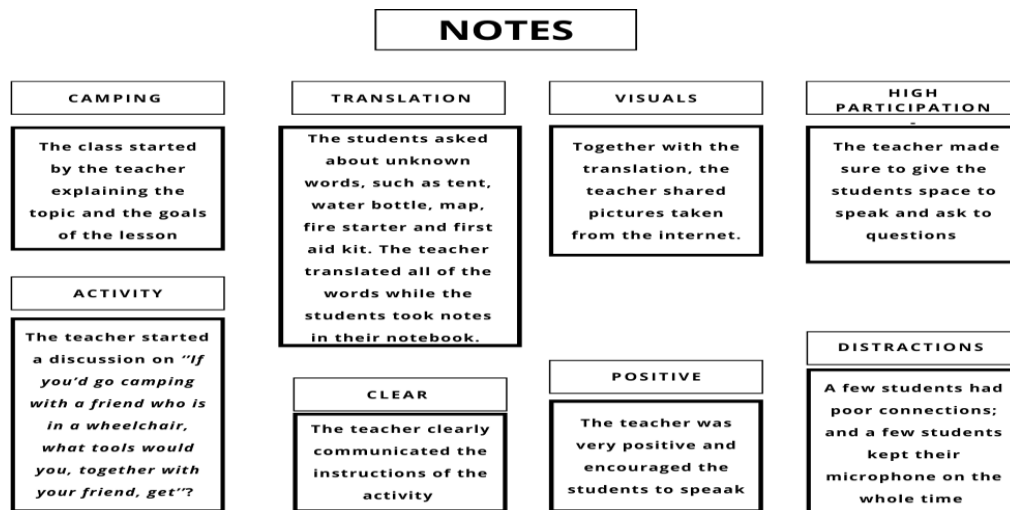 NOTES
CAMPING
The class started
by the teacher
explaining the
topic and the goals
of the lesson
TRANSLATION
The students asked
about unknown
words, such as tent,
water bottle, map,
fire starter and first
aid kit. The teacher
translated all of the
words while the
students took notes
in their notebook.
VISUALS
Together with the
translation, the
teacher shared
pictures taken
from the internet.
HIGH
PARTICIPATION
-
The teacher made
sure to give the
students space to
speak and ask to
questions
ACTIVITY
The teacher started
a discussion on "If
you'd go camping
with a friend who is
in a wheelchair,
what tools would
you, together with
your friend, get"?
CLEAR
The teacher clearly
communicated the
instructions of the
activity
POSITIVE
The teacher was
very positive and
encouraged the
students to speaak
DISTRACTIONS
A few students had
poor connections;
and a few students
kept their
microphone on the
whole time